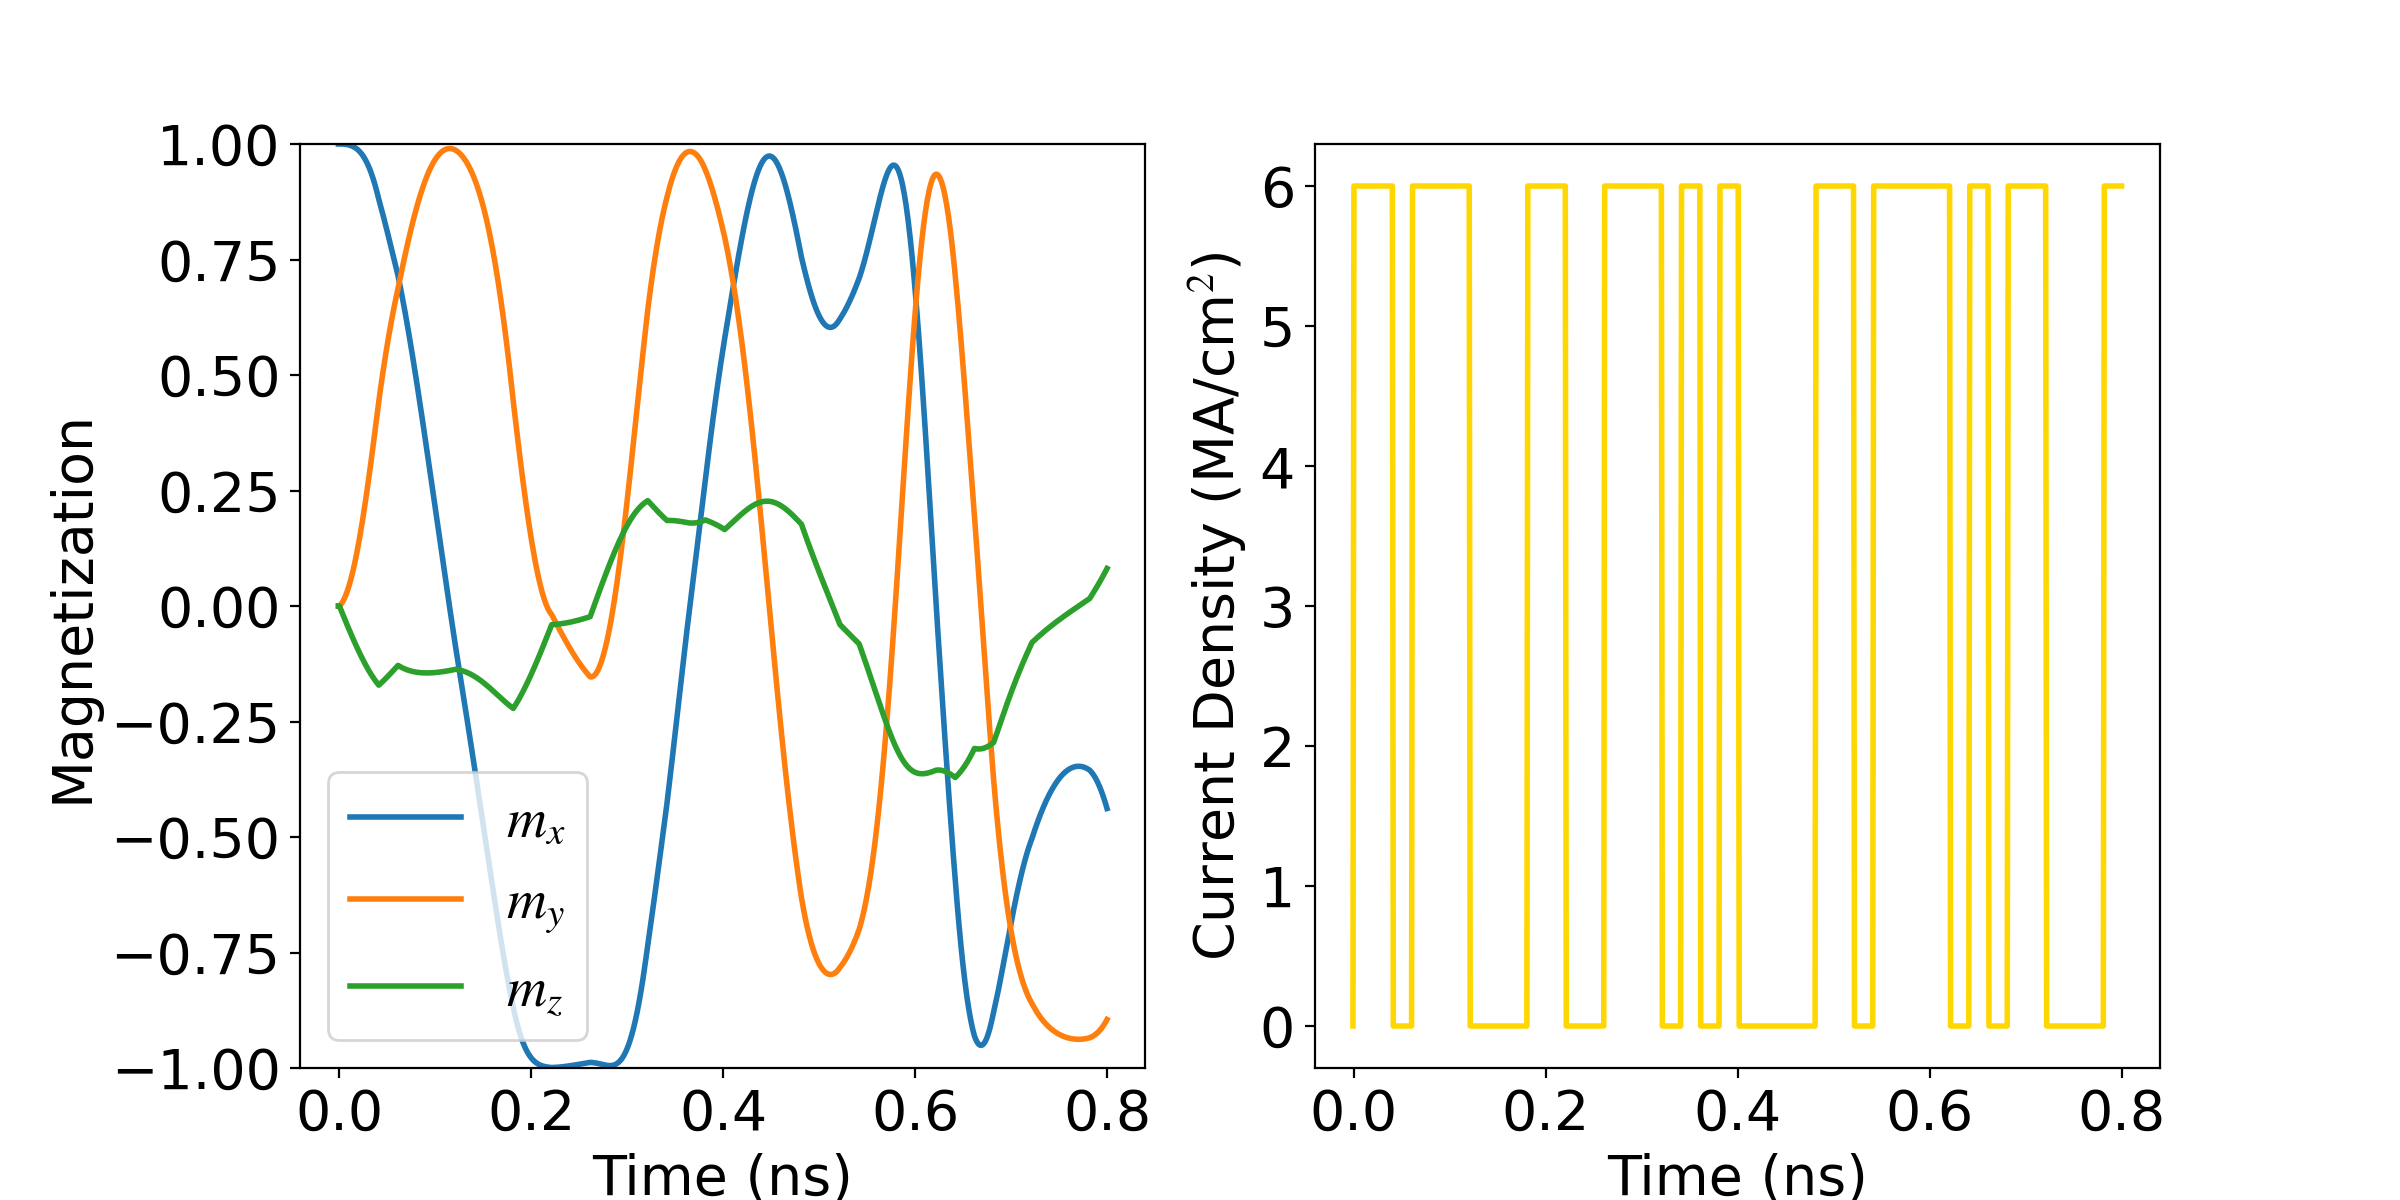 Magnetization
1.00
0.75
0.50
0.25
0.00
−0.25
−0.50
−0.75
−1.00
m_x
m_y
m_z
0.0 0.2 0.4 0.6 0.8
Time (ns)
Current Density (MA/cm²)
6
5
4
3
2
1
0
0.0 0.2 0.4 0.6 0.8
Time (ns)